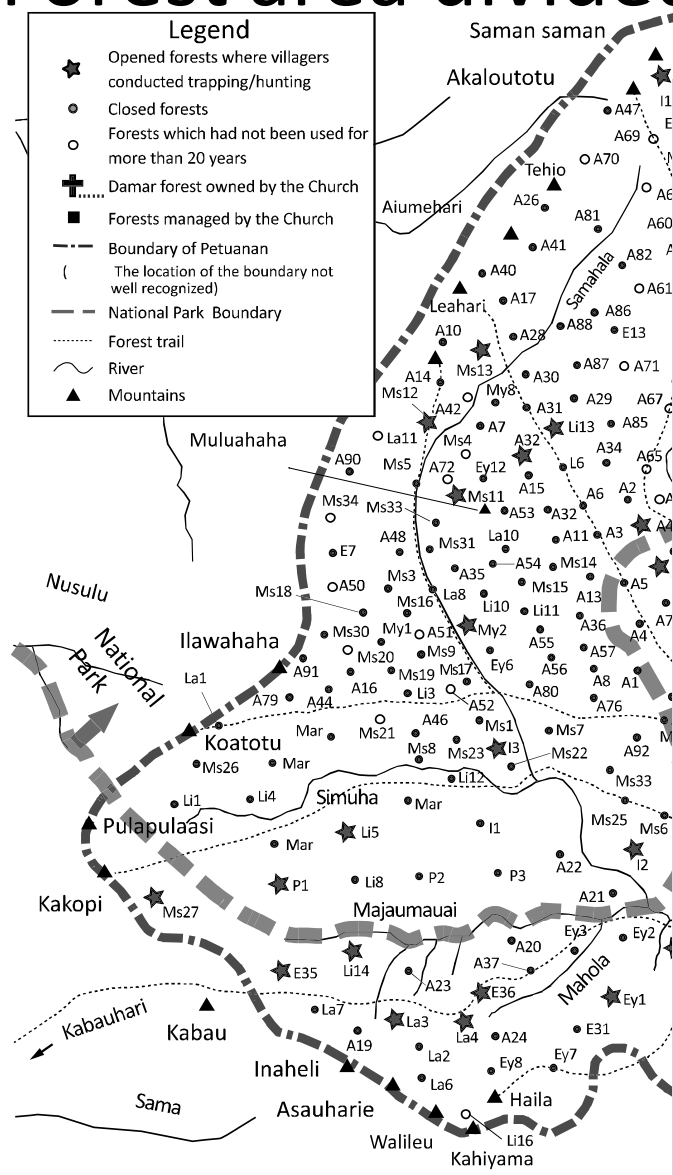 Forest area divided
Legend
Opened forests where villagers
conducted trapping/hunting
Closed forests
Forests which had not been used for
more than 20 years
Damar forest owned by the Church
Forests managed by the Church
Boundary of Petuanan
( The location of the boundary not
well recognized)
National Park Boundary
Forest trail
River
Mountains
Saman saman
Akaloutotu
I1
A47
E
A69
A70
Tehio
A6
Aiumehari
A26
A81
A60
A41
A82
A
Samahala
A40
A61
Leahari
A17
A86
A88
E13
A28
A10
Ms13
A87
A71
A14
A30
Ms12
My8
A29
A67
A42
A31
Muluahaha
La11
Ms4
A7
A32
Li13
A85
A34
A65
A90
Ms5
A72
Ey12
L6
A15
Ms34
Ms11
A6
A2
A
Ms33
A53
A32
A48
La10
A11
A3
A4
E7
Ms31
Nusulu
A54
Ms14
Ms3
A35
Ms18
A50
La8
Ms15
A13
A5
Ms16
Li10
Li11
A36
A7
National
Park
Ilawahaha
Ms30
My1
A51
My2
A55
A4
Ms20
Ms9
A57
La1
A91
Ey6
A56
Ms19
Ms17
A8
A1
A79
A44
A16
Li3
A80
A76
A52
Koatotu
Mar
Ms21
A46
Ms1
Ms7
M
I3
A92
Ms8
Ms23
Ms22
Ms26
Mar
Li12
Ms33
Simuha
Li1
Li4
Mar
Ms25
Ms6
Pulapulaasi
Li5
I1
Mar
A22
I2
P1
Li8
P2
P3
Kakopi
A21
Ms27
Majaumauai
Ey3
Ey2
A20
Li14
A37
E35
A23
Mahola
E36
Ey1
Kabauhari
Kabau
La7
La3
La4
A24
E31
A19
La2
Inaheli
Ey8
Ey7
La6
Sama
Asauharie
Haila
Walileu
Li16
Kahiyama